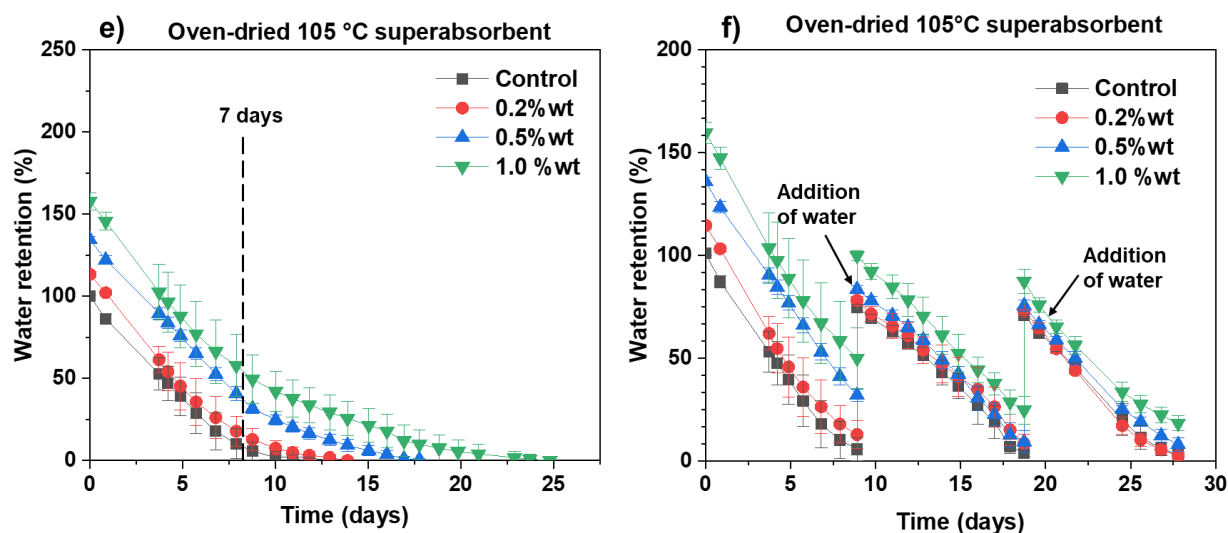 e)
Oven-dried 105 °C superabsorbent
250
200
150
100
50
0
Water retention (%)
7 days
Control
0.2%wt
0.5%wt
1.0 %wt
0 5 10 15 20 25
Time (days)
f)
Oven-dried 105°C superabsorbent
200
150
100
50
0
Water retention (%)
Control
0.2%wt
0.5%wt
1.0 %wt
Addition
of water
Addition
of water
0 5 10 15 20 25 30
Time (days)